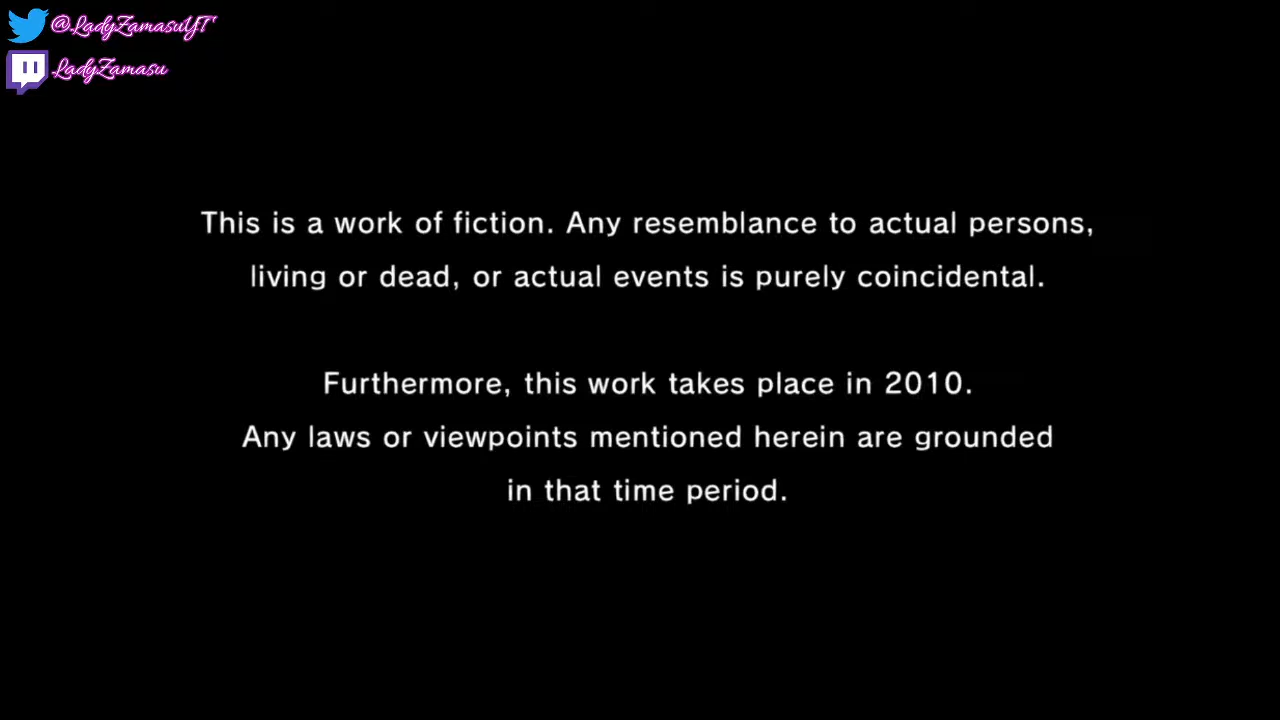 @LadyZamasuYT
LadyZamasu
This is a work of fiction. Any resemblance to actual persons,
living or dead, or actual events is purely coincidental.
Furthermore, this work takes place in 2010.
Any laws or viewpoints mentioned herein are grounded
in that time period.